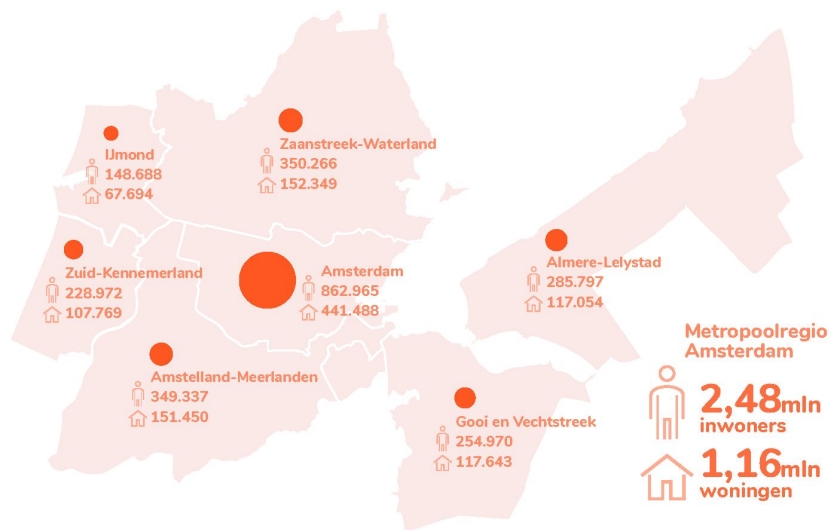 IJmond
148.688
67.694
Zaanstreek-Waterland
350.266
152.349
Zuid-Kennemerland
228.972
107.769
Amsterdam
862.965
441.488
Almere-Lelystad
285.797
117.054
Amstelland-Meerlanden
349.337
151.450
Gooi en Vechtstreek
254.970
117.643
Metropoolregio
Amsterdam
2,48mln
inwoners
1,16mln
woningen